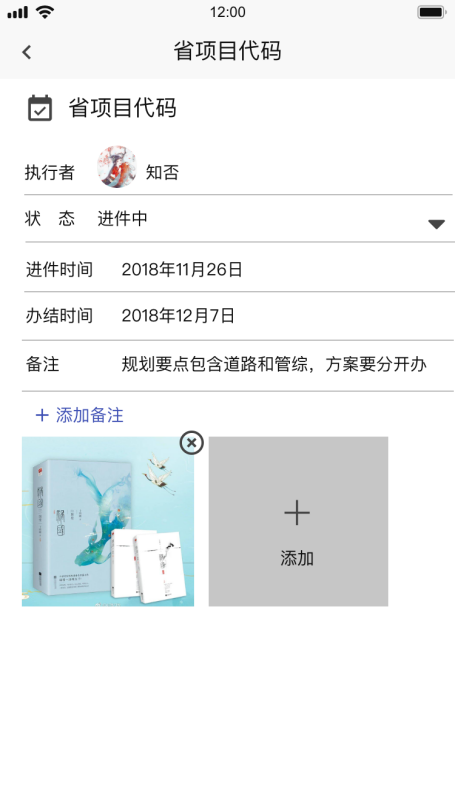 12:00
省项目代码
省项目代码
执行者 知否
状 态 进件中
进件时间 2018年11月26日
办结时间 2018年12月7日
备注 规划要点包含道路和管综，方案要分开办
+ 添加备注
添加